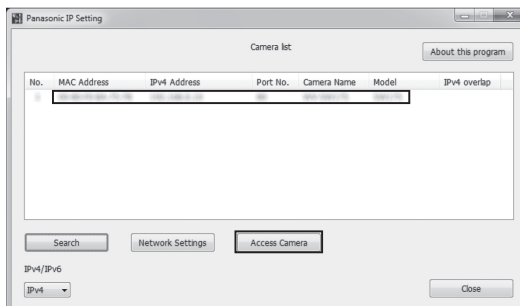 Panasonic IP Setting
Camera list
About this program
No. MAC Address IPv4 Address Port No. Camera Name Model IPv4 overlap
Search Network Settings Access Camera
IPv4/IPv6
IPv4 Close